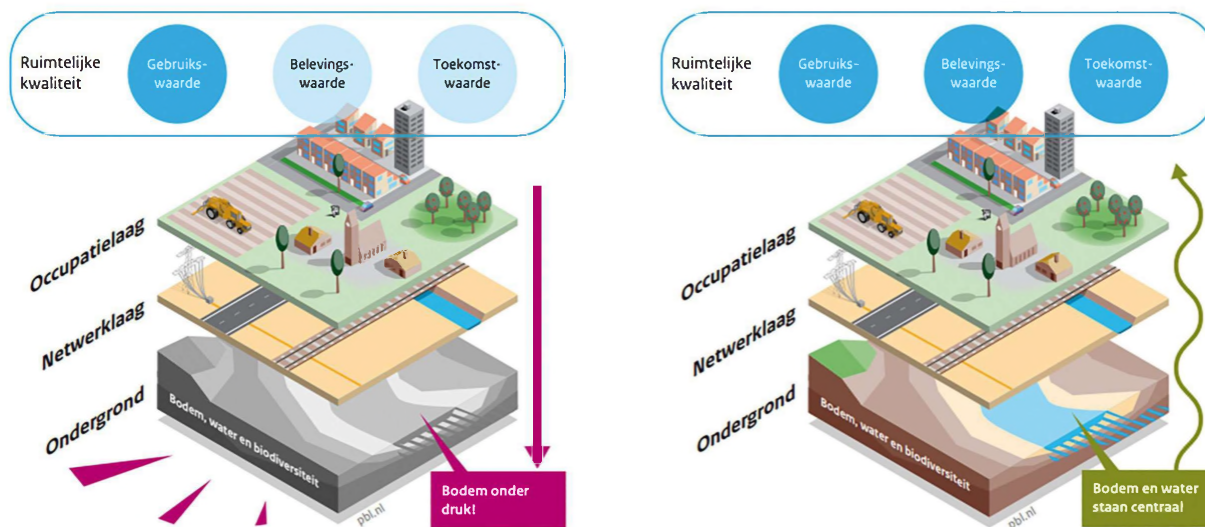 Ruimtelijke
kwaliteit
Gebruiks-
waarde
Belevings-
waarde
Toekomst-
waarde
Occupatielaag
Netwerklaag
Ondergrond
Bodem, water en biodiversiteit
Bodem onder
druk!
pbl.nl
Ruimtelijke
kwaliteit
Gebruiks-
waarde
Belevings-
waarde
Toekomst-
waarde
Occupatielaag
Netwerklaag
Ondergrond
Bodem, water en biodiversiteit
Bodem en water
staan centraal
pbl.nl